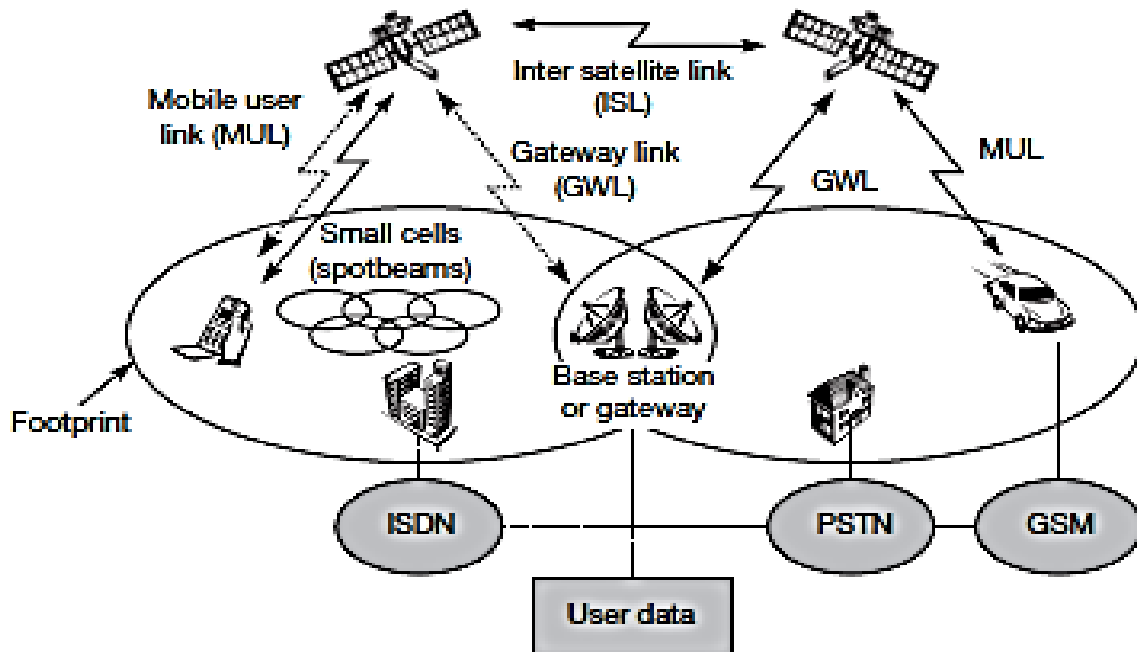 Inter satellite link
(ISL)
Mobile user
link (MUL)
Gateway link
(GWL)
MUL
GWL
Small cells
(spotbeams)
Base station
or gateway
Footprint
ISDN
PSTN
GSM
User data